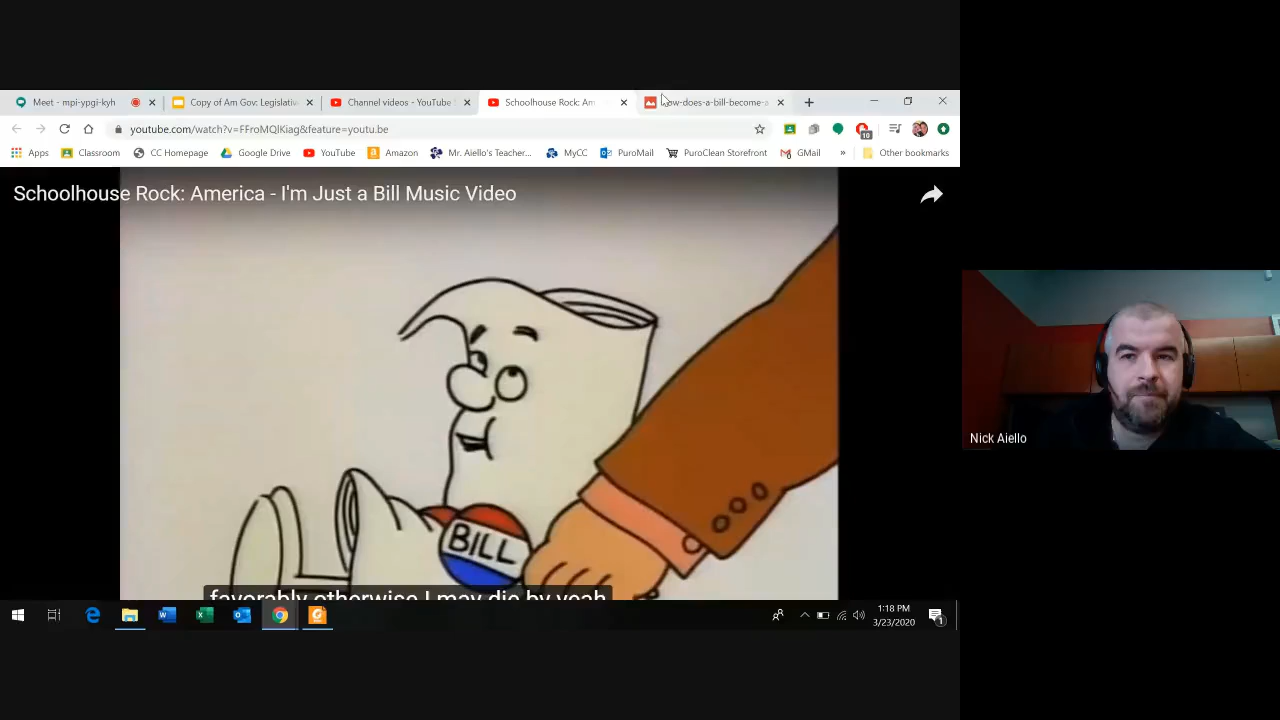 Meet - mpi-ypgi-kyh
Copy of Am Gov: Legislativ
Channel videos - YouTube S
Schoolhouse Rock: Am
how-does-a-bill-become-a
youtube.com/watch?v=FFroMQlKiag&feature=youtu.be
10
Apps Classroom CC Homepage Google Drive YouTube Amazon Mr. Aiello's Teacher... MyCC PuroMail PuroClean Storefront GMail » Other bookmarks
Schoolhouse Rock: America - I'm Just a Bill Music Video
BILL
favorably otherwise I may die by yeah
Nick Aiello
1:18 PM
3/23/2020
1